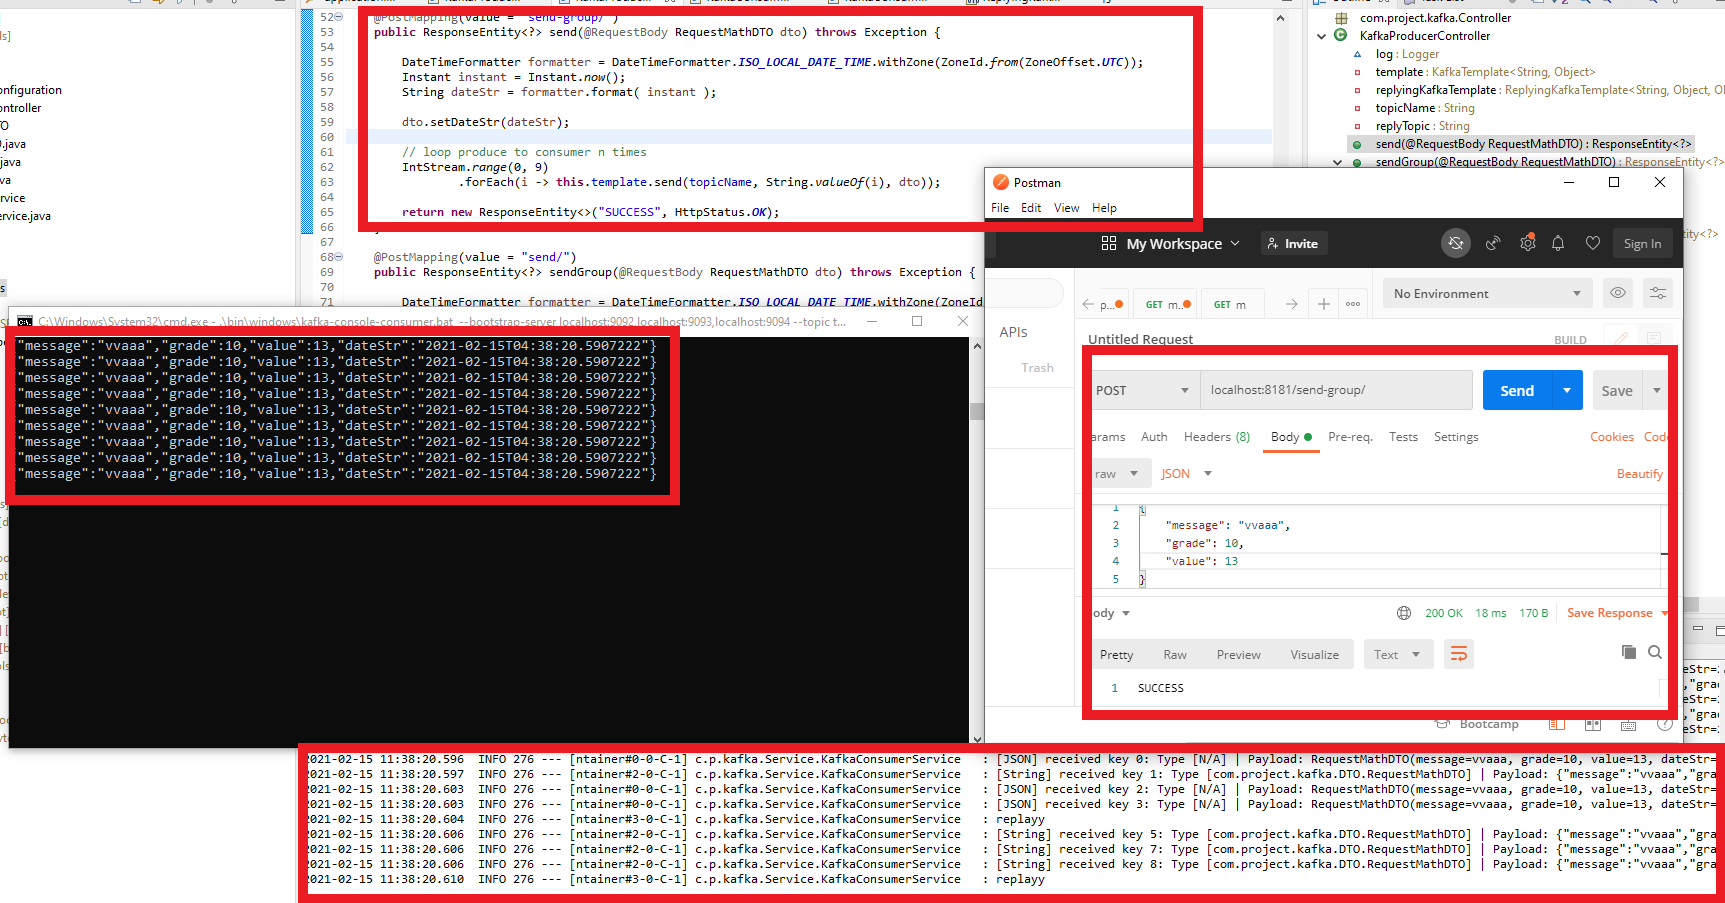 52 @PostMapping(value = "send-group/")
53 public ResponseEntity<?> send(@RequestBody RequestMathDTO dto) throws Exception {
54
55 DateTimeFormatter formatter = DateTimeFormatter.ISO_LOCAL_DATE_TIME.withZone(ZoneId.from(ZoneOffset.UTC));
56 Instant instant = Instant.now();
57 String dateStr = formatter.format( instant );
58
59 dto.setDateStr(dateStr);
60
61 // loop produce to consumer n times
62 IntStream.range(0, 9)
63 .forEach(i -> this.template.send(topicName, String.valueOf(i), dto));
64
65 return new ResponseEntity<>("SUCCESS", HttpStatus.OK);
66
67
68 @PostMapping(value = "send/")
69 public ResponseEntity<?> sendGroup(@RequestBody RequestMathDTO dto) throws Exception {
70
71 DateTimeFormatter formatter = DateTimeFormatter.ISO_LOCAL_DATE_TIME.withZone(ZoneId
com.project.kafka.Controller
KafkaProducerController
log : Logger
template : KafkaTemplate<String, Object>
replyingKafkaTemplate : ReplyingKafkaTemplate<String, Object, O
topicName : String
replyTopic : String
send(@RequestBody RequestMathDTO) : ResponseEntity<?>
sendGroup(@RequestBody RequestMathDTO) : ResponseEntity<?>
C:\Windows\System32\cmd.exe - .\bin\windows\kafka-console-consumer.bat --bootstrap-server localhost:9092,localhost:9093,localhost:9094 --topic t...
"message":"vvaaa","grade":10,"value":13,"dateStr":"2021-02-15T04:38:20.5907222"}
"message":"vvaaa","grade":10,"value":13,"dateStr":"2021-02-15T04:38:20.5907222"}
"message":"vvaaa","grade":10,"value":13,"dateStr":"2021-02-15T04:38:20.5907222"}
"message":"vvaaa","grade":10,"value":13,"dateStr":"2021-02-15T04:38:20.5907222"}
"message":"vvaaa","grade":10,"value":13,"dateStr":"2021-02-15T04:38:20.5907222"}
"message":"vvaaa","grade":10,"value":13,"dateStr":"2021-02-15T04:38:20.5907222"}
"message":"vvaaa","grade":10,"value":13,"dateStr":"2021-02-15T04:38:20.5907222"}
"message":"vvaaa","grade":10,"value":13,"dateStr":"2021-02-15T04:38:20.5907222"}
"message":"vvaaa","grade":10,"value":13,"dateStr":"2021-02-15T04:38:20.5907222"}
Postman
File Edit View Help
My Workspace Invite Sign In
GET m.. GET m No Environment
APIs
Trash
Untitled Request BUILD
POST localhost:8181/send-group/ Send Save
arams Auth Headers (8) Body Pre-req. Tests Settings Cookies Code
raw JSON Beautify
1 {
2 "message": "vvaaa",
3 "grade": 10,
4 "value": 13
5 }
ody 200 OK 18 ms 170 B Save Response
Pretty Raw Preview Visualize Text
1 SUCCESS
Bootcamp
2021-02-15 11:38:20.596 INFO 276 --- [ntainer#0-0-C-1] c.p.kafka.Service.KafkaConsumerService : [JSON] received key 0: Type [N/A] | Payload: RequestMathDTO(message=vvaaa, grade=10, value=13, dateStr=
2021-02-15 11:38:20.597 INFO 276 --- [ntainer#2-0-C-1] c.p.kafka.Service.KafkaConsumerService : [String] received key 1: Type [com.project.kafka.DTO.RequestMathDTO] | Payload: {"message":"vvaaa","gra
2021-02-15 11:38:20.603 INFO 276 --- [ntainer#0-0-C-1] c.p.kafka.Service.KafkaConsumerService : [JSON] received key 2: Type [N/A] | Payload: RequestMathDTO(message=vvaaa, grade=10, value=13, dateStr=
2021-02-15 11:38:20.603 INFO 276 --- [ntainer#0-0-C-1] c.p.kafka.Service.KafkaConsumerService : [JSON] received key 3: Type [N/A] | Payload: RequestMathDTO(message=vvaaa, grade=10, value=13, dateStr=
2021-02-15 11:38:20.604 INFO 276 --- [ntainer#3-0-C-1] c.p.kafka.Service.KafkaConsumerService : replayy
2021-02-15 11:38:20.606 INFO 276 --- [ntainer#2-0-C-1] c.p.kafka.Service.KafkaConsumerService : [String] received key 5: Type [com.project.kafka.DTO.RequestMathDTO] | Payload: {"message":"vvaaa","gra
2021-02-15 11:38:20.606 INFO 276 --- [ntainer#2-0-C-1] c.p.kafka.Service.KafkaConsumerService : [String] received key 7: Type [com.project.kafka.DTO.RequestMathDTO] | Payload: {"message":"vvaaa","gra
2021-02-15 11:38:20.606 INFO 276 --- [ntainer#2-0-C-1] c.p.kafka.Service.KafkaConsumerService : [String] received key 8: Type [com.project.kafka.DTO.RequestMathDTO] | Payload: {"message":"vvaaa","gra
2021-02-15 11:38:20.610 INFO 276 --- [ntainer#3-0-C-1] c.p.kafka.Service.KafkaConsumerService : replayy